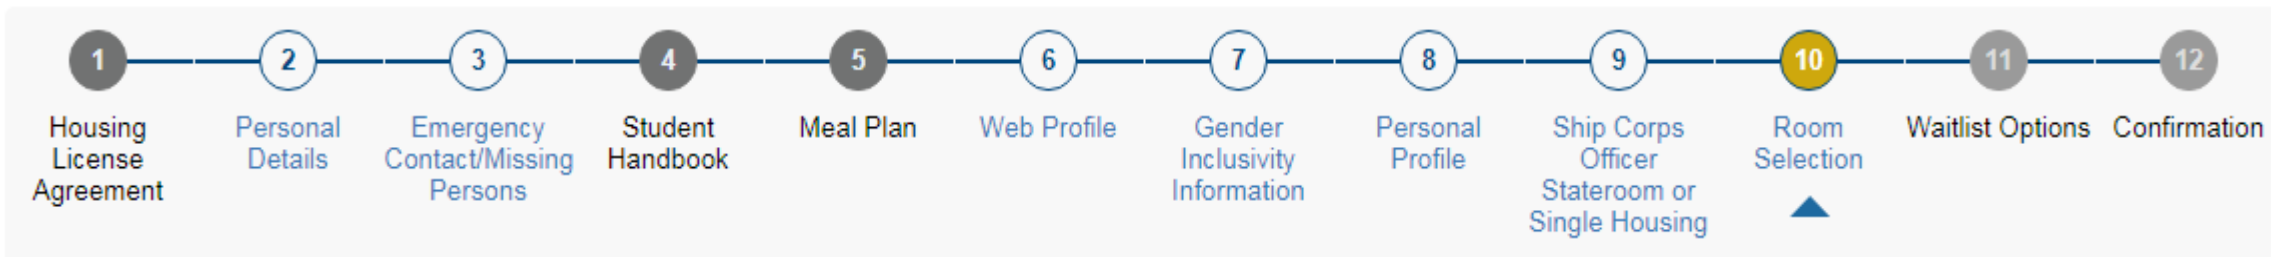 1
2
3
4
5
6
7
8
9
10
11
12
Housing
License
Agreement
Personal
Details
Emergency
Contact/Missing
Persons
Student
Handbook
Meal Plan
Web Profile
Gender
Inclusivity
Information
Personal
Profile
Ship Corps
Officer
Stateroom or
Single Housing
Room
Selection
Waitlist Options
Confirmation